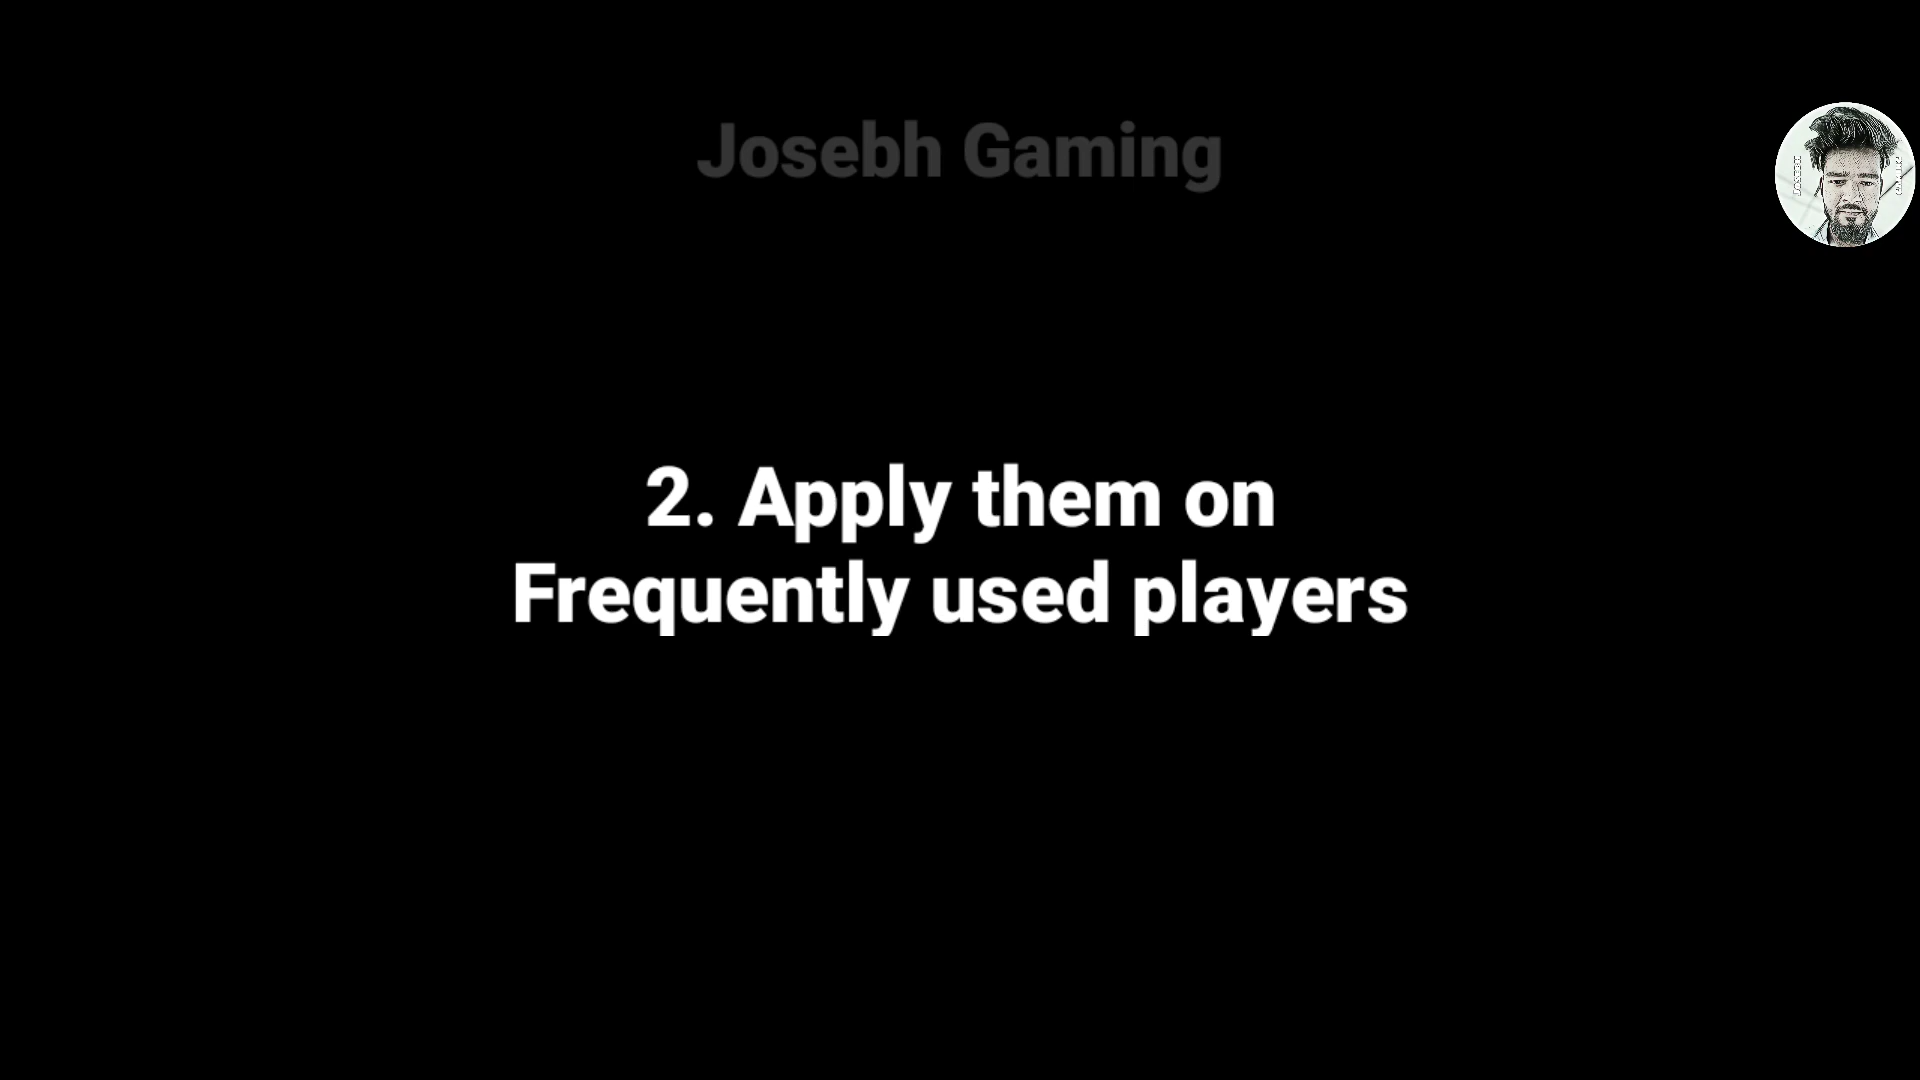 Josebh Gaming
2. Apply them on
Frequently used players